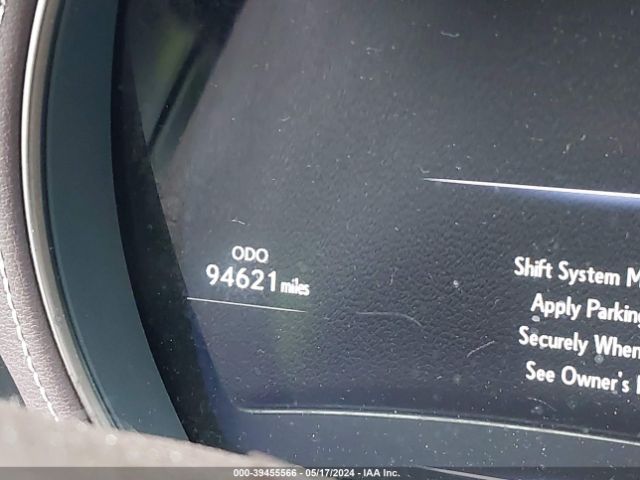 ODO
94621 miles
Shift System M
Apply Parking
Securely When
See Owner's
000-39455566 - 05/17/2024 - IAA Inc.